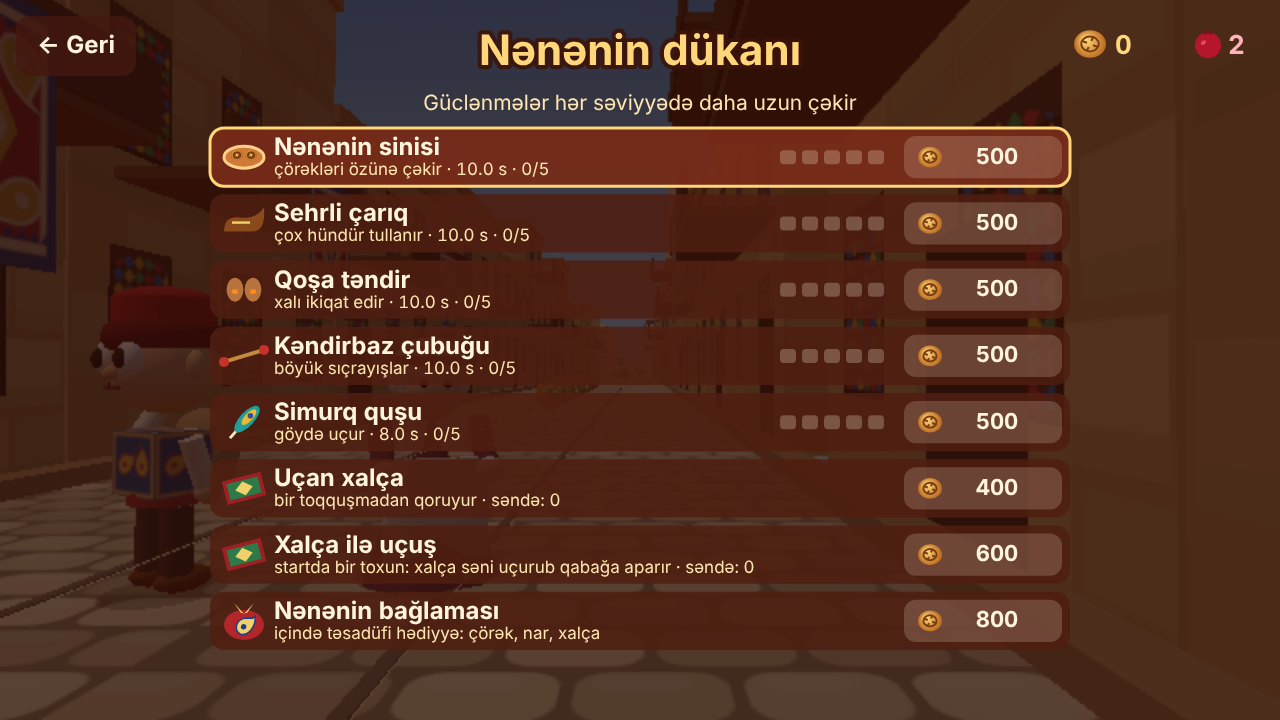 ← Geri
Nənənin dükanı
0
2
Güclənmələr hər səviyyədə daha uzun çəkir
Nənənin sinisi
çörəkləri özünə çəkir · 10.0 s · 0/5
500
Sehrli çarıq
çox hündür tullanır · 10.0 s · 0/5
500
Qoşa təndir
xalı ikiqat edir · 10.0 s · 0/5
500
Kəndirbaz çubuğu
böyük sıçrayışlar · 10.0 s · 0/5
500
Simurq quşu
göydə uçur · 8.0 s · 0/5
500
Uçan xalça
bir toqquşmadan qoruyur · səndə: 0
400
Xalça ilə uçuş
startda bir toxun: xalça səni uçurub qabağa aparır · səndə: 0
600
Nənənin bağlaması
içində təsadüfi hədiyyə: çörək, nar, xalça
800